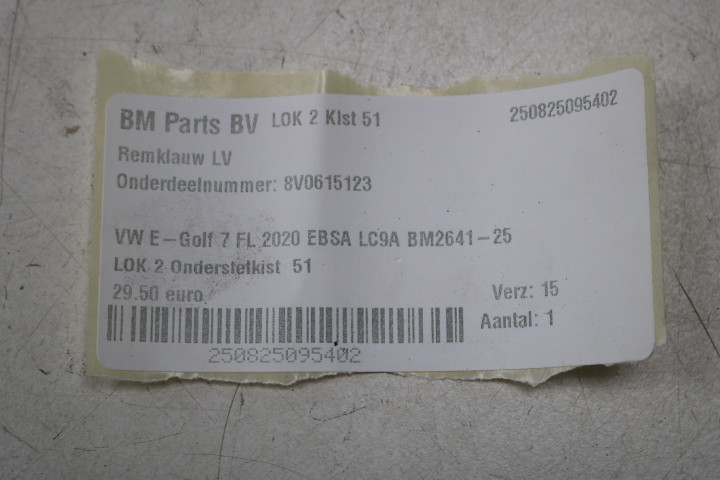 BM Parts BV LOK 2 Kist 51 250825095402
Remklauw LV
Onderdeelnummer: 8V0615123
VW E-Golf 7 FL 2020 EBSA LC9A BM2641-25
LOK 2 Onderstelkist 51
29.50 euro Verz: 15
Aantal: 1
250825095402